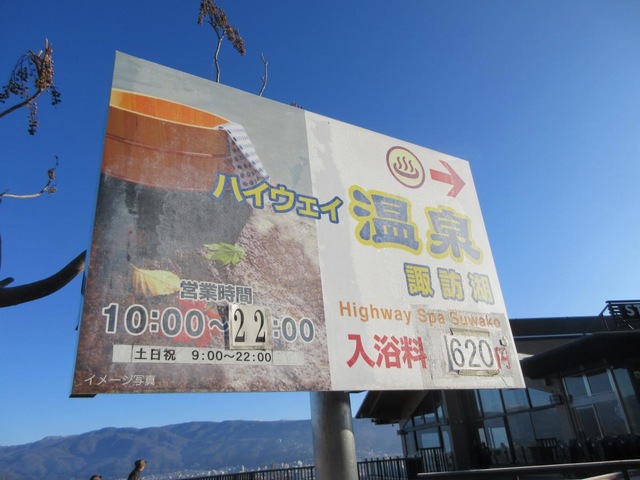 ハイウェイ
温泉
諏訪湖
Highway Spa Suwako
営業時間
10:00〜22:00
土日祝 9:00〜22:00
入浴料 620円
イメージ写真